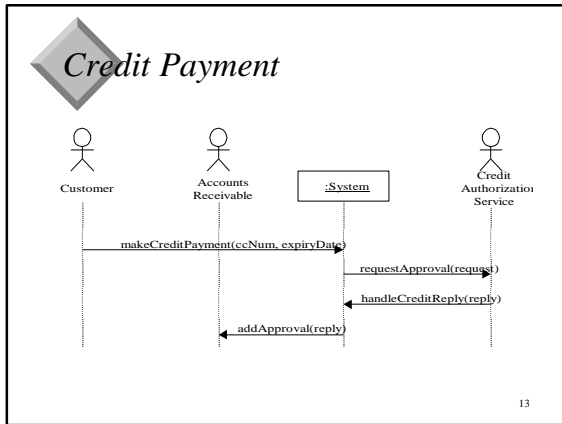 Credit Payment
Customer
Accounts
Receivable
:System
Credit
Authorization
Service
makeCreditPayment(ccNum, expiryDate)
requestApproval(request)
handleCreditReply(reply)
addApproval(reply)
13